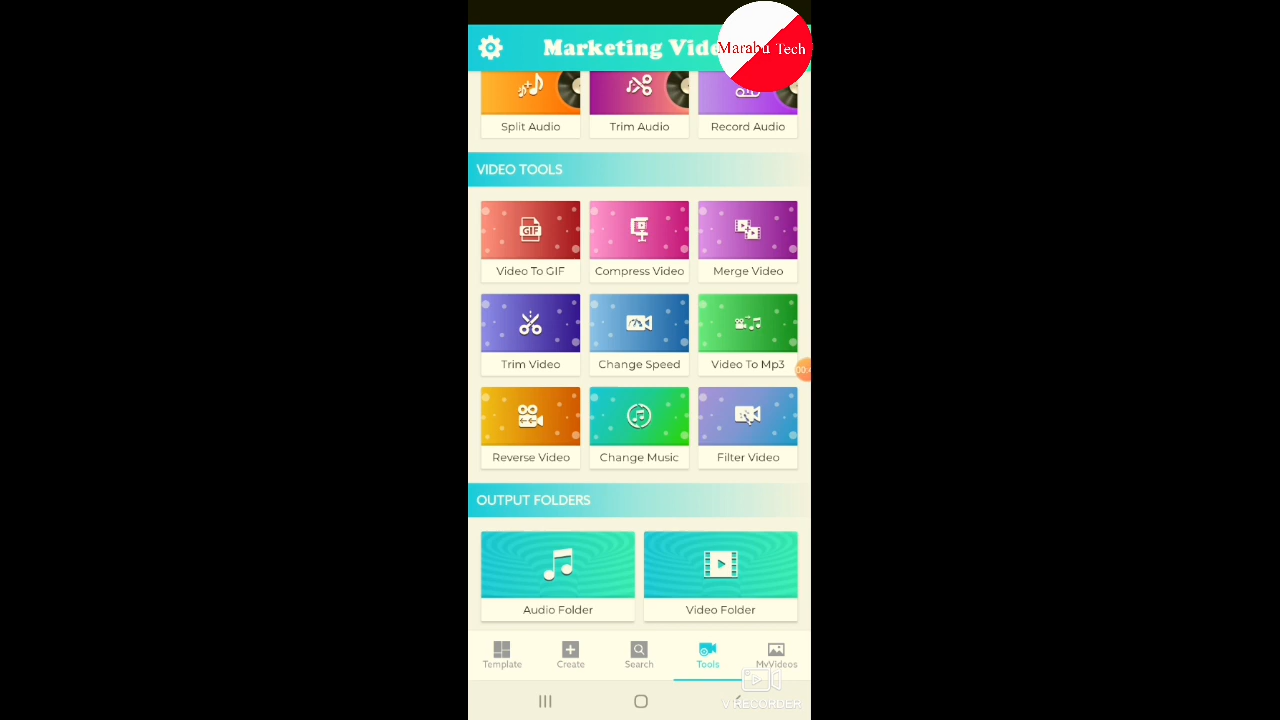 Marketing Vide
Marabu Tech
Split Audio
Trim Audio
Record Audio
VIDEO TOOLS
GIF
Video To GIF
Compress Video
Merge Video
Trim Video
Change Speed
Video To Mp3
Reverse Video
Change Music
Filter Video
OUTPUT FOLDERS
Audio Folder
Video Folder
Template
Create
Search
Tools
MyVideos
V RECORDER